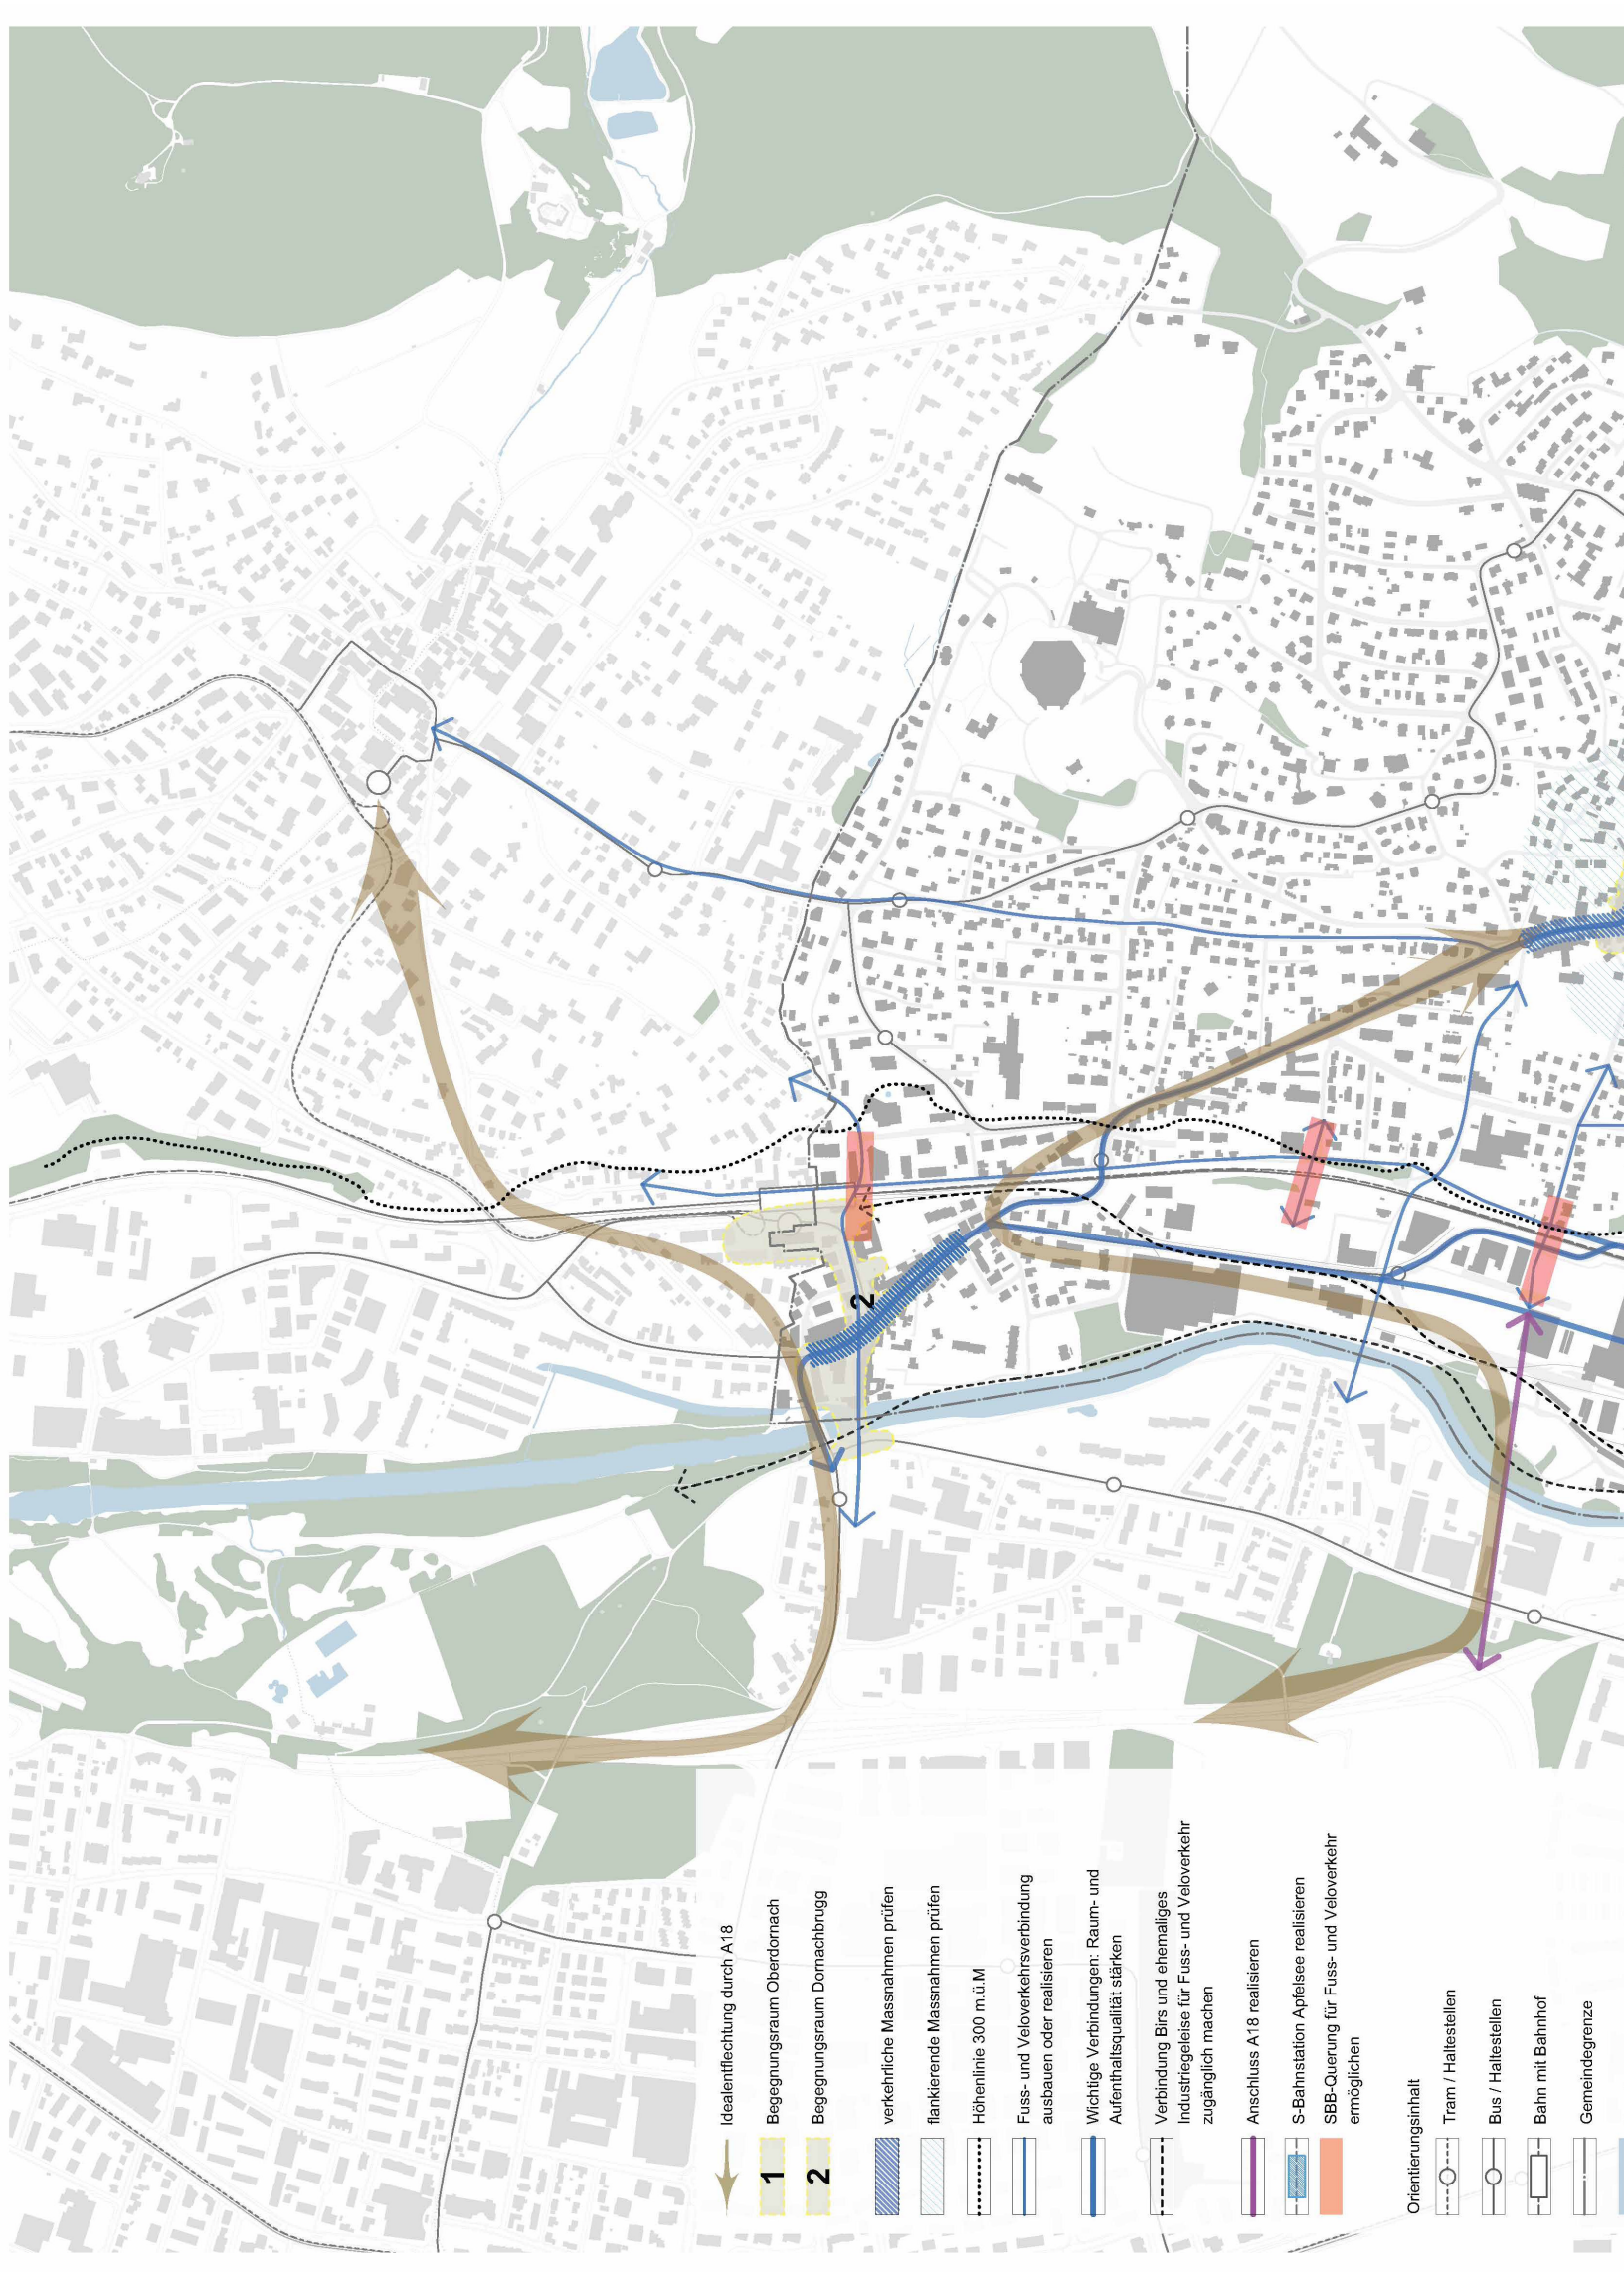 2
Idealentflechtung durch A18
1
Begegnungsraum Oberdornach
2
Begegnungsraum Dornachbrugg
verkehrliche Massnahmen prüfen
flankierende Massnahmen prüfen
Höhenlinie 300 m.ü.M
Fuss- und Veloverkehrsverbindung
ausbauen oder realisieren
Wichtige Verbindungen: Raum- und
Aufenthaltsqualität stärken
Verbindung Birs und ehemaliges
Industriegeleise für Fuss- und Veloverkehr
zugänglich machen
Anschluss A18 realisieren
S-Bahnstation Apfelsee realisieren
SBB-Querung für Fuss- und Veloverkehr
ermöglichen
Orientierungsinhalt
Tram / Haltestellen
Bus / Haltestellen
Bahn mit Bahnhof
Gemeindegrenze